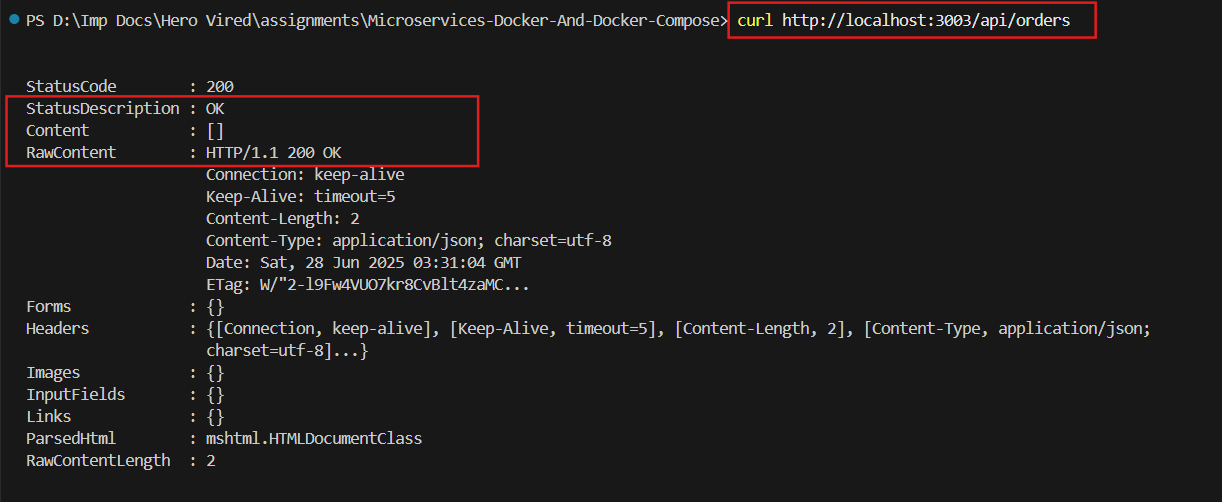 PS D:\Imp Docs\Hero Vired\assignments\Microservices-Docker-And-Docker-Compose> curl http://localhost:3003/api/orders
StatusCode : 200
StatusDescription : OK
Content : []
RawContent : HTTP/1.1 200 OK
Connection: keep-alive
Keep-Alive: timeout=5
Content-Length: 2
Content-Type: application/json; charset=utf-8
Date: Sat, 28 Jun 2025 03:31:04 GMT
ETag: W/"2-l9Fw4VUO7kr8CvBlt4zaMC...
Forms : {}
Headers : {[Connection, keep-alive], [Keep-Alive, timeout=5], [Content-Length, 2], [Content-Type, application/json;
charset=utf-8]...}
Images : {}
InputFields : {}
Links : {}
ParsedHtml : mshtml.HTMLDocumentClass
RawContentLength : 2